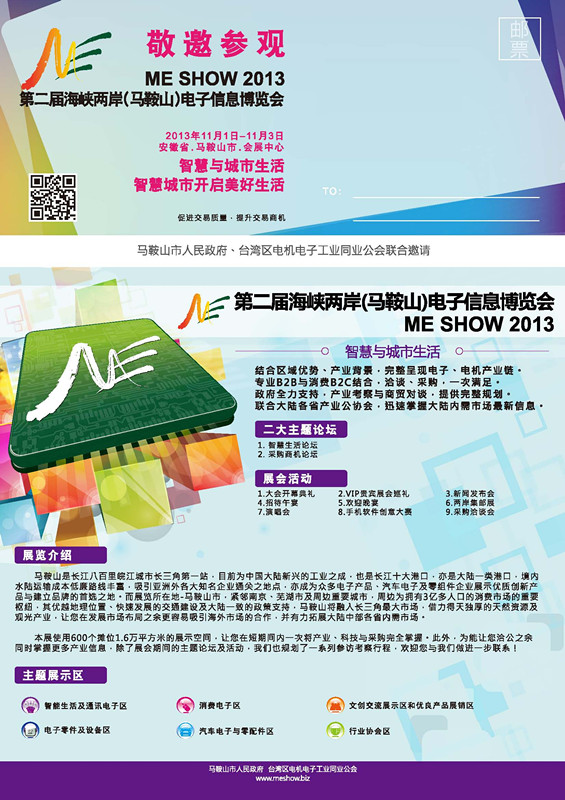 ME
敬邀参观
邮
票
ME SHOW 2013
第二届海峡两岸(马鞍山)电子信息博览会
2013年11月1日-11月3日
安徽省.马鞍山市.会展中心
智慧与城市生活
智慧城市开启美好生活
TO:
促进交易质量，提升交易商机
马鞍山市人民政府、台湾区电机电子工业同业公会联合邀请
ME
第二届海峡两岸(马鞍山)电子信息博览会
ME SHOW 2013
智慧与城市生活
ME
结合区域优势、产业背景、完整呈现电子、电机产业链。
专业B2B与消费B2C结合，洽谈、采购，一次满足。
政府全力支持，产业考察与商贸对谈，提供完整规划。
联合大陆各省产业公协会，迅速掌握大陆内需市场最新信息。
二大主题论坛
1. 智慧生活论坛
2. 采购商机论坛
展会活动
1.大会开幕典礼 2.VIP贵宾展会巡礼 3.新闻发布会
4.招待午宴 5.欢迎晚宴 6.两岸集邮展
7.演唱会 8.手机软件创意大赛 9.采购洽谈会
展览介绍
马鞍山是长江八百里皖江城市长三角第一站，目前为中国大陆新兴的工业之成，也是长江十大港口，亦是大陆一类港口，境内
水陆运输成本低廉路线丰富，吸引亚洲外各大知名企业通关之地点，亦成为众多电子产品、汽车电子及零组件企业展示优质创新产
品与建立品牌的首选之地。而展览所在地-马鞍山市，紧邻南京、芜湖市及周边重要城市，周边为拥有3亿多人口的消费市场的重要
枢纽，其优越地理位置、快速发展的交通建设及大陆一致的政策支持，马鞍山将融入长三角最大市场，借力得天独厚的天然资源及
观光产业，让您在发展市场布局之余更容易吸引海外市场的合作，并有力拓展大陆中部各省内需市场。
本展使用600个摊位1.6万平方米的展示空间，让您在短期间内一次将产业、科技与采购完全掌握。此外，为能让您洽公之余
同时掌握更多产业信息，除了展会期间的主题论坛及活动，我们也规划了一系列参访考察行程，欢迎您与我们做进一步联系！
主题展示区
智能生活及通讯电子区 消费电子区 文创交流展示区和优良产品展销区
电子零件及设备区 汽车电子与零配件区 行业协会区
马鞍山市人民政府 台湾区电机电子工业同业公会
www.meshow.biz